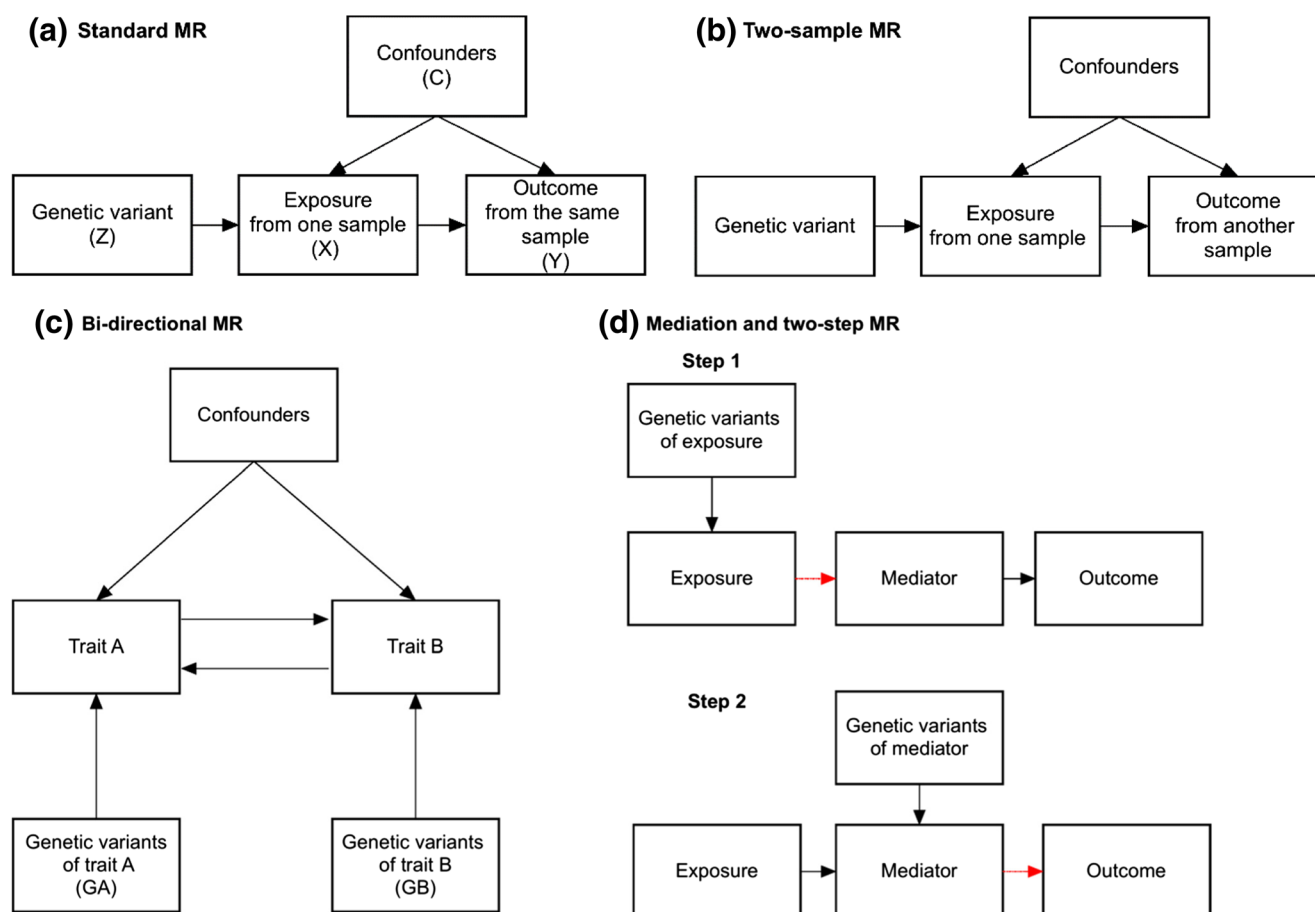 (a) Standard MR
Confounders
(C)
Genetic variant
(Z)
Exposure
from one sample
(X)
Outcome
from the same
sample
(Y)
(b) Two-sample MR
Confounders
Genetic variant
Exposure
from one sample
Outcome
from another
sample
(c) Bi-directional MR
Confounders
Trait A
Trait B
Genetic variants
of trait A
(GA)
Genetic variants
of trait B
(GB)
(d) Mediation and two-step MR
Step 1
Genetic variants
of exposure
Exposure
Mediator
Outcome
Step 2
Genetic variants
of mediator
Exposure
Mediator
Outcome